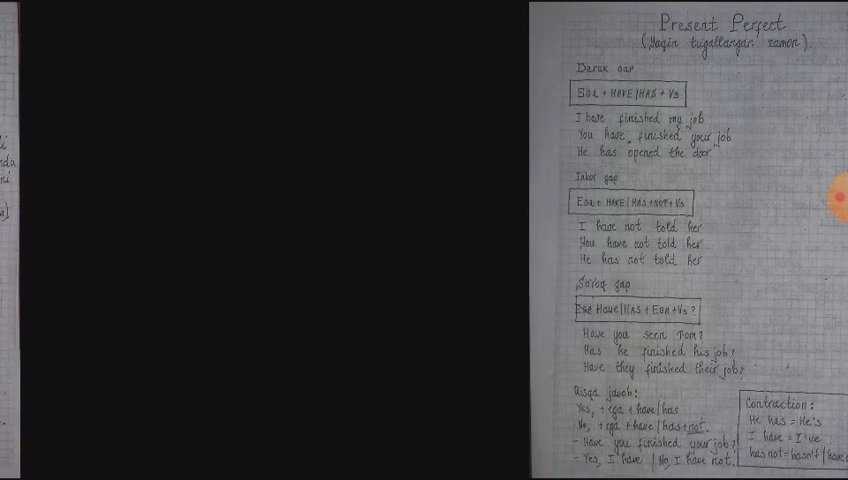 Present Perfect
(Yaqin tugallangan zamon).
Darak gap
EGA + HAVE/HAS + V3
I have finished my job
You have finished your job
He has opened the door
Inkor gap
EGA + HAVE/HAS + NOT + V3
I have not told her
You have not told her
He has not told her
So'roq gap
Have/HAS + EGA + V3 ?
Have you seen Tom?
Has he finished his job?
Have they finished their job?
Qisqa javob:
Yes, + ega + have/has
No, + ega + have/has + not.
- Have you finished your job?
- Yes, I have / No, I have not.
Contraction:
He has = He's
I have = I've
has not = hasn't /